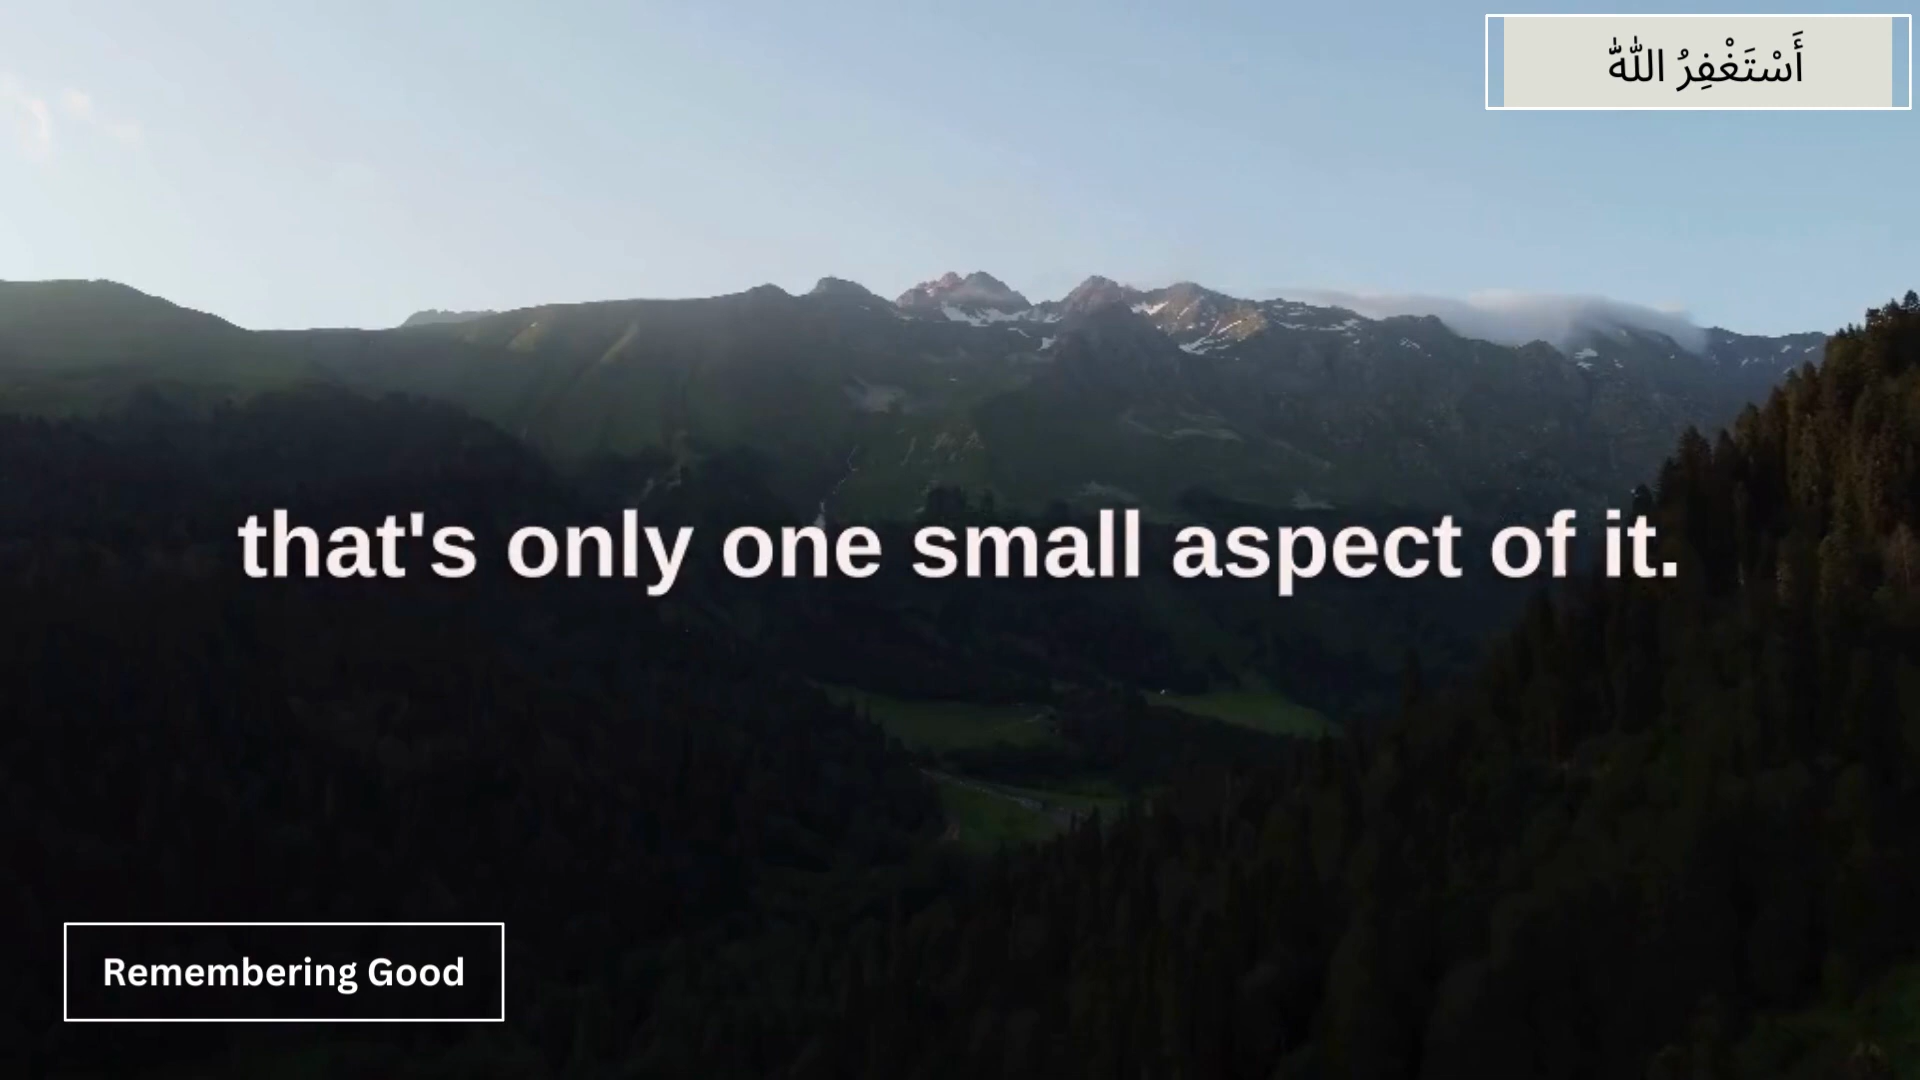 أَسْتَغْفِرُ اللّٰهَ
that's only one small aspect of it.
Remembering Good